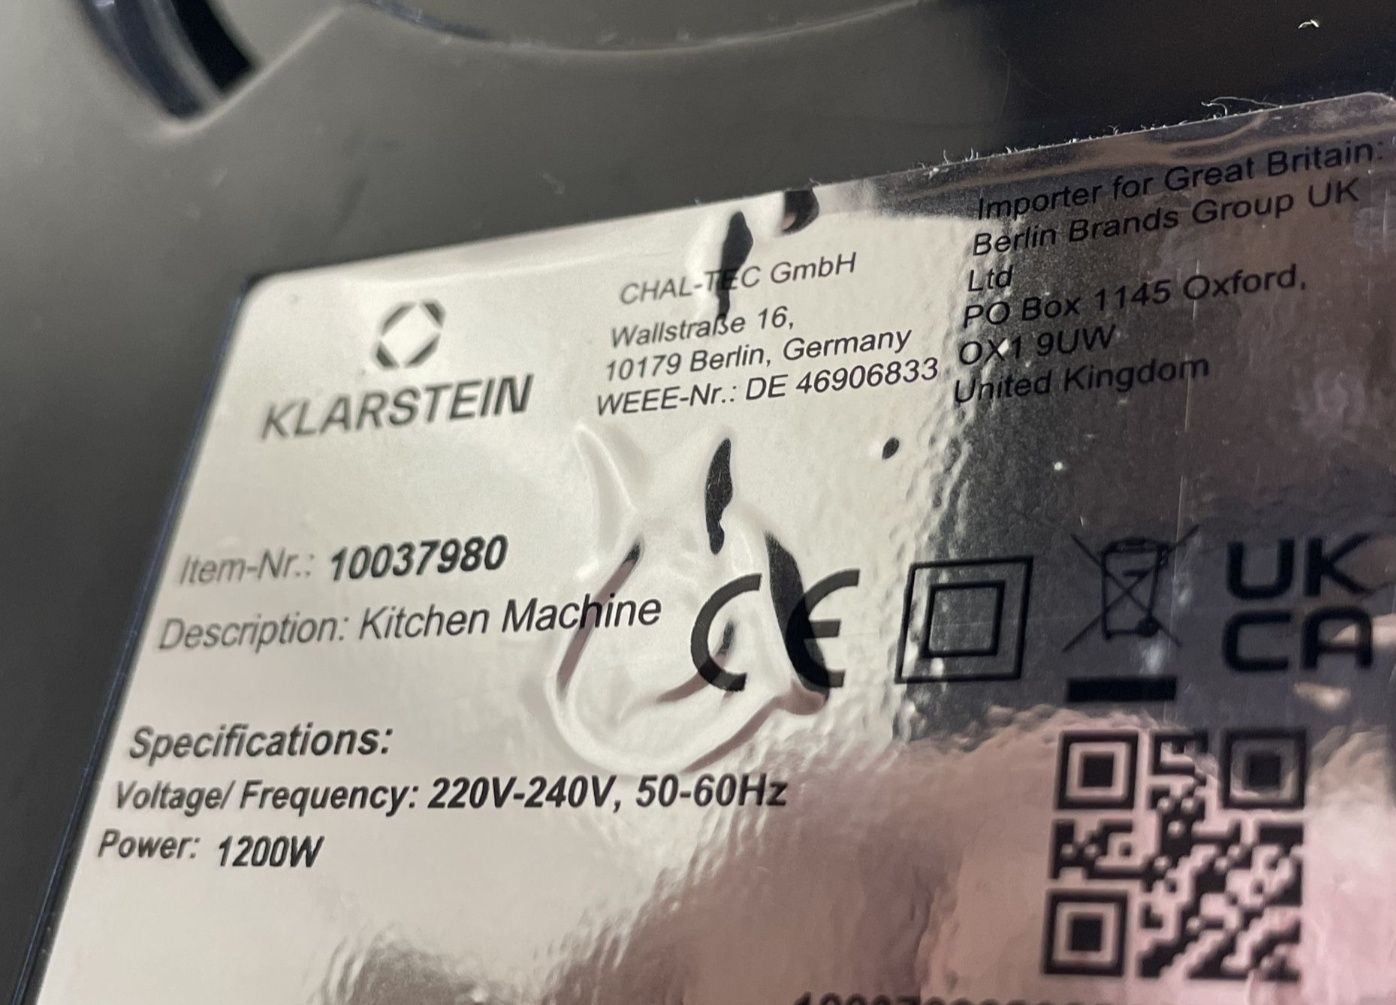 KLARSTEIN
CHAL-TEC GmbH
Wallstraße 16,
10179 Berlin, Germany
WEEE-Nr.: DE 46906833
Importer for Great Britain:
Berlin Brands Group UK
Ltd
PO Box 1145 Oxford,
OX1 9UW
United Kingdom
Item-Nr.: 10037980
Description: Kitchen Machine
CE
UK
CA
Specifications:
Voltage/ Frequency: 220V-240V, 50-60Hz
Power: 1200W